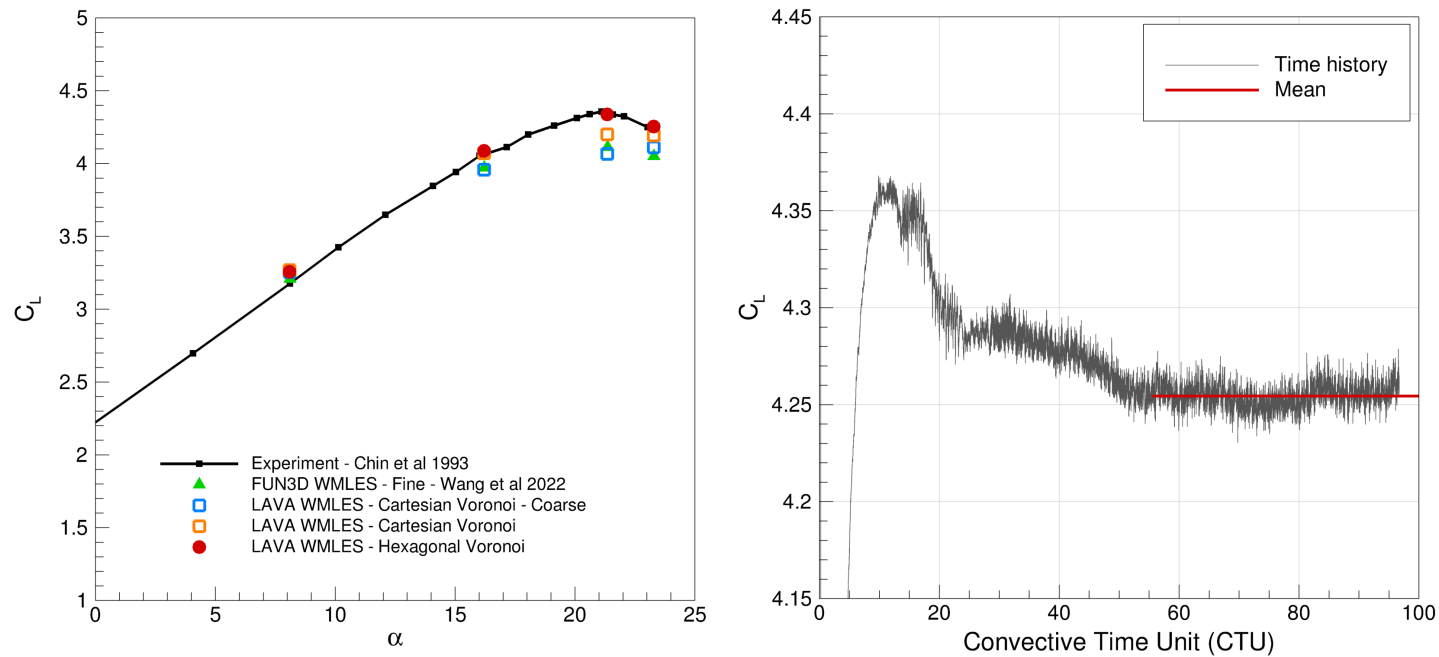 5
4.5
4
3.5
3
2.5
2
1.5
1
C_L
Experiment - Chin et al 1993
FUN3D WMLES - Fine - Wang et al 2022
LAVA WMLES - Cartesian Voronoi - Coarse
LAVA WMLES - Cartesian Voronoi
LAVA WMLES - Hexagonal Voronoi
0 5 10 15 20 25
α
4.45
4.4
4.35
4.3
4.25
4.2
4.15
C_L
Time history
Mean
0 20 40 60 80 100
Convective Time Unit (CTU)